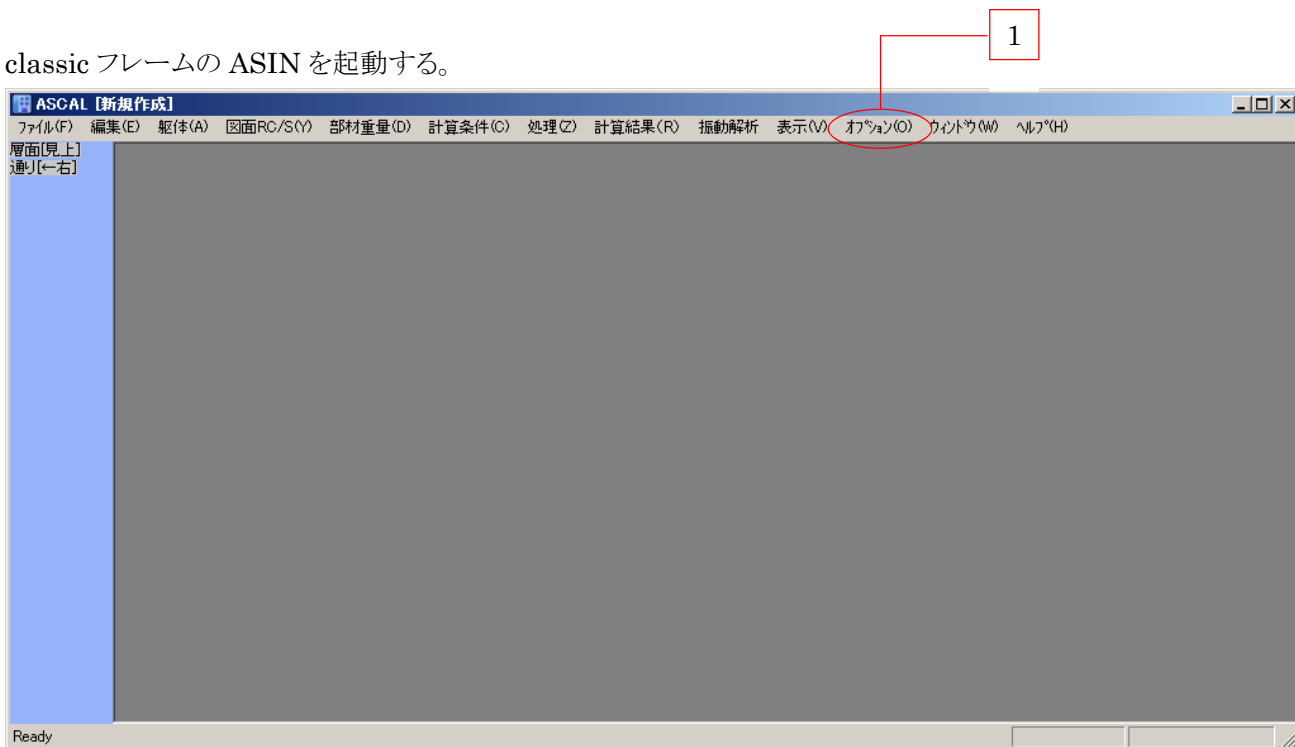 1
classic フレームの ASIN を起動する。
ASCAL [新規作成]
ファイル(F) 編集(E) 躯体(A) 図面RC/S(Y) 部材重量(D) 計算条件(C) 処理(Z) 計算結果(R) 振動解析 表示(V) オプション(O) ウィンドウ(W) ヘルプ(H)
層面[見上]
通り[←右]
Ready